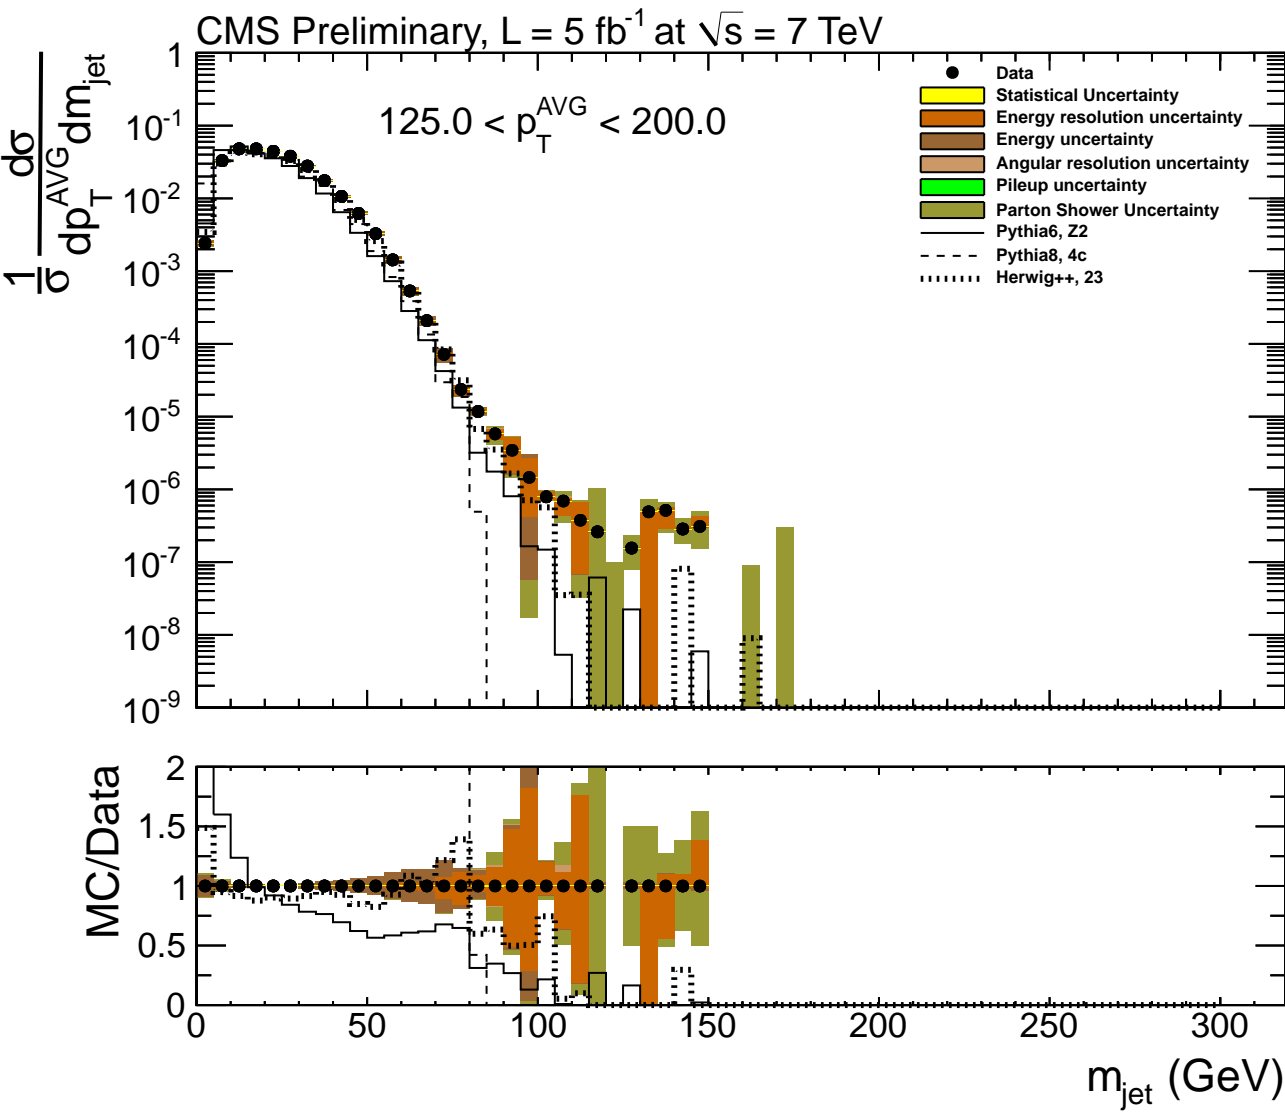 CMS Preliminary, L = 5 fb⁻¹ at √s = 7 TeV
1/σ dσ/dp_T^AVG dm_jet
125.0 < p_T^AVG < 200.0
Data
Statistical Uncertainty
Energy resolution uncertainty
Energy uncertainty
Angular resolution uncertainty
Pileup uncertainty
Parton Shower Uncertainty
Pythia6, Z2
Pythia8, 4c
Herwig++, 23
1
10⁻¹
10⁻²
10⁻³
10⁻⁴
10⁻⁵
10⁻⁶
10⁻⁷
10⁻⁸
10⁻⁹
MC/Data
2
1.5
1
0.5
0
0 50 100 150 200 250 300
m_jet (GeV)